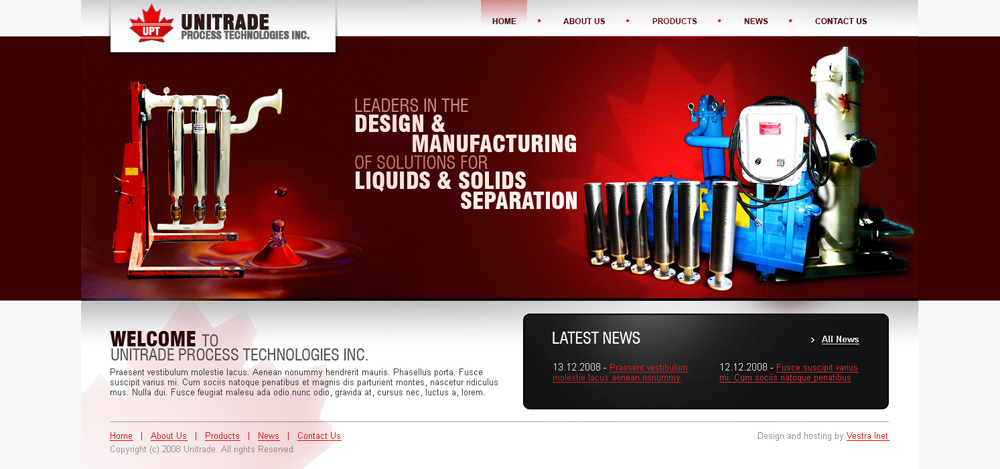 UPT
UNITRADE
PROCESS TECHNOLOGIES INC.
HOME • ABOUT US • PRODUCTS • NEWS • CONTACT US
LEADERS IN THE
DESIGN &
MANUFACTURING
OF SOLUTIONS FOR
LIQUIDS & SOLIDS
SEPARATION
WELCOME TO
UNITRADE PROCESS TECHNOLOGIES INC.
Praesent vestibulum molestie lacus. Aenean nonummy hendrerit mauris. Phasellus porta. Fusce
suscipit varius mi. Cum sociis natoque penatibus et magnis dis parturient montes, nascetur ridiculus
mus. Nulla dui. Fusce feugiat malesu ada odio.nunc odio, gravida at, cursus nec, luctus a, lorem.
LATEST NEWS
All News
13.12.2008 - Praesent vestibulum
molestie lacus aenean nonummy
12.12.2008 - Fusce suscipit varius
mi. Cum sociis natoque penatibus
Home | About Us | Products | News | Contact Us
Copyright (c) 2008 Unitrade. All rights Reserved.
Design and hosting by Vestra Inet